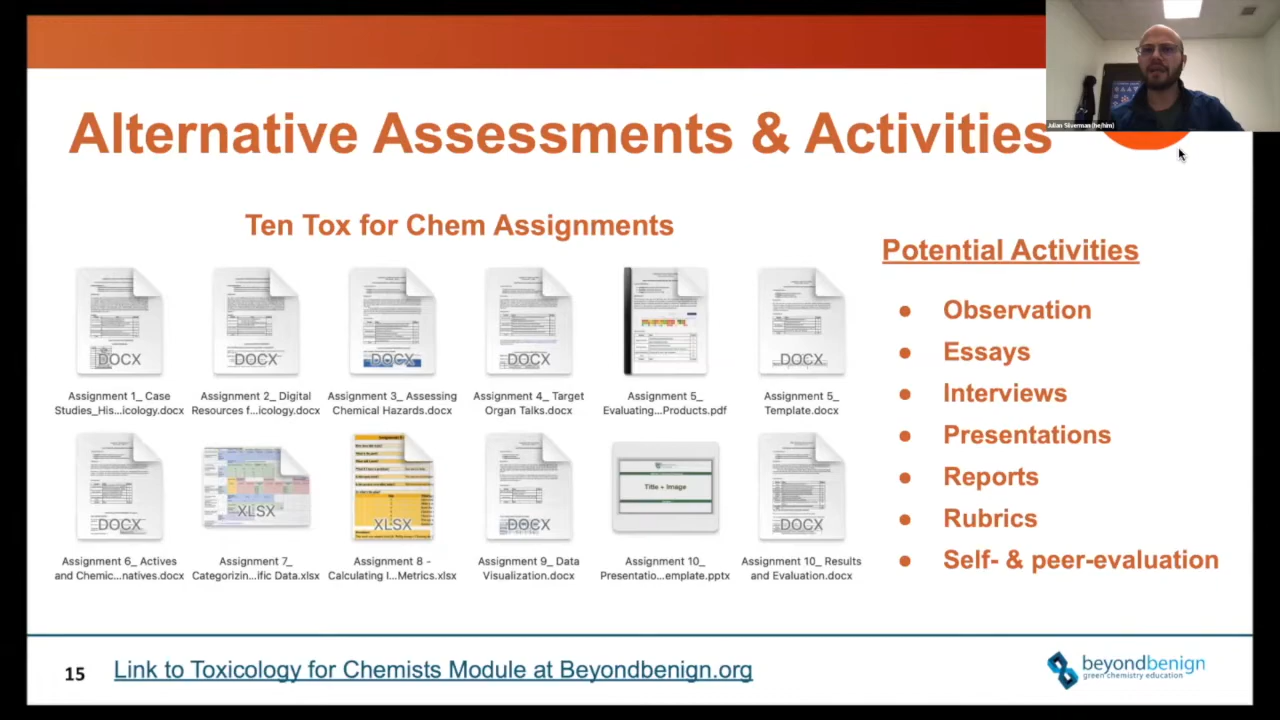 Alternative Assessments & Activities
Julian Silverman (he/him)
Ten Tox for Chem Assignments
DOCX
DOCX
DOCX
DOCX
DOCX
Assignment 1_ Case
Studies_His...icology.docx
Assignment 2_ Digital
Resources f...icology.docx
Assignment 3_ Assessing
Chemical Hazards.docx
Assignment 4_ Target
Organ Talks.docx
Assignment 5_
Evaluating...Products.pdf
Assignment 5_
Template.docx
DOCX
XLSX
XLSX
DOCX
Title + Image
DOCX
Assignment 6_ Actives
and Chemic...natives.docx
Assignment 7_
Categorizin...ific Data.xlsx
Assignment 8 -
Calculating I...Metrics.xlsx
Assignment 9_ Data
Visualization.docx
Assignment 10_
Presentatio...emplate.pptx
Assignment 10_ Results
and Evaluation.docx
Potential Activities
● Observation
● Essays
● Interviews
● Presentations
● Reports
● Rubrics
● Self- & peer-evaluation
15
Link to Toxicology for Chemists Module at Beyondbenign.org
beyondbenign
green chemistry education